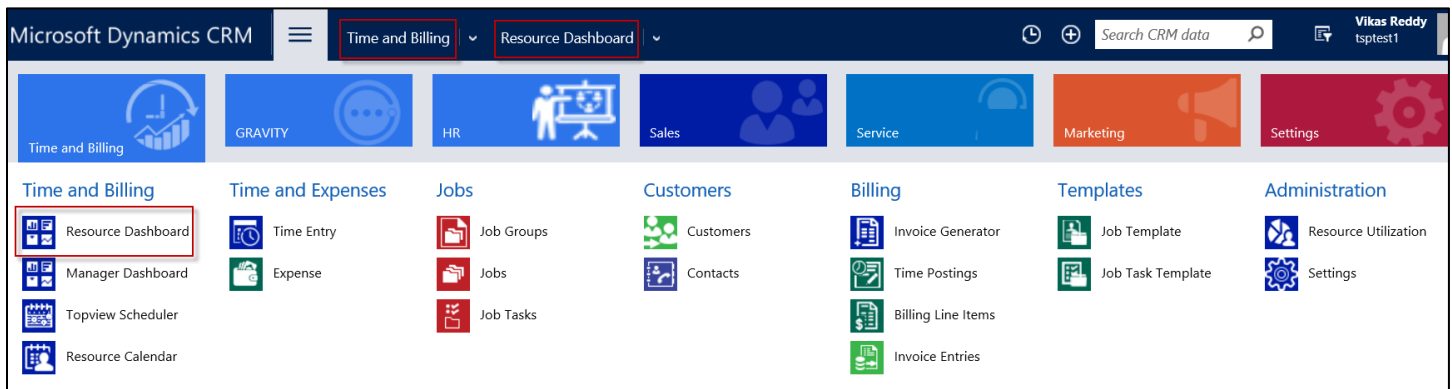 Microsoft Dynamics CRM
Time and Billing
Resource Dashboard
Search CRM data
Vikas Reddy
tsptest1
Time and Billing
GRAVITY
HR
Sales
Service
Marketing
Settings
Time and Billing
Resource Dashboard
Manager Dashboard
Topview Scheduler
Resource Calendar
Time and Expenses
Time Entry
Expense
Jobs
Job Groups
Jobs
Job Tasks
Customers
Customers
Contacts
Billing
Invoice Generator
Time Postings
Billing Line Items
Invoice Entries
Templates
Job Template
Job Task Template
Administration
Resource Utilization
Settings